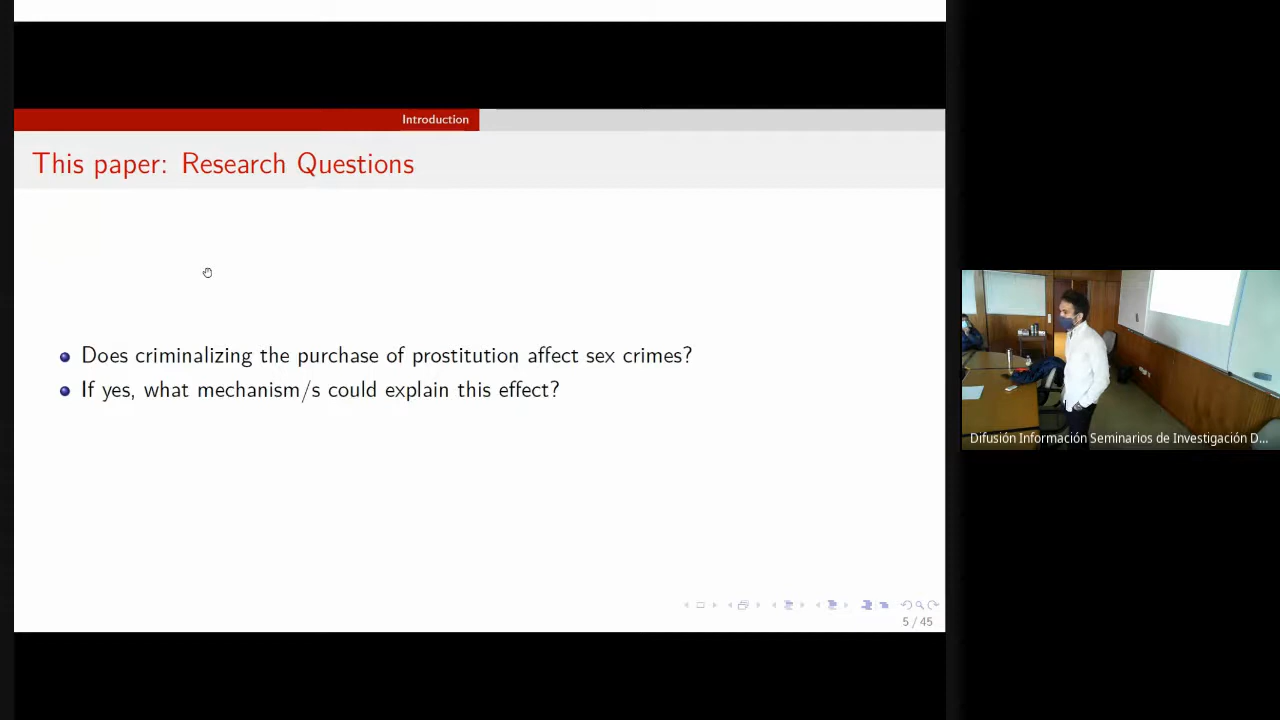 Introduction
This paper: Research Questions
Does criminalizing the purchase of prostitution affect sex crimes?
If yes, what mechanism/s could explain this effect?
5 / 45
Difusión Información Seminarios de Investigación D...